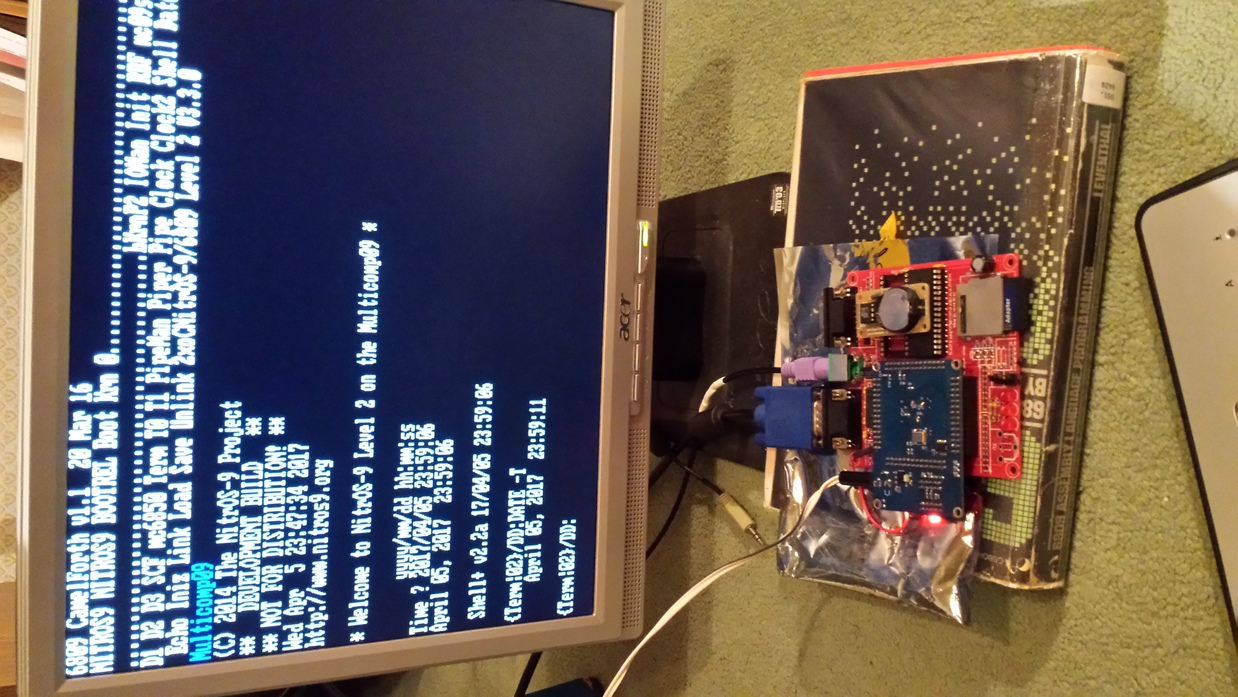 6809 CamelForth v1.1 20 Mar 16
NITROS9 NITROS9 BOOTREL Boot Krn 0..............................................
.......................................................bKrnP2 IOMan Init RBF mc09s
D1 D2 D3 SCF mc6850 Term T0 T1 PipeMan Piper Pipe Clock Clock2 Shell Dat
Echo Iniz Link Load Save Unlink 2xoCNitrOS-9/6809 Level 2 V3.3.0
Multicomp09
(C) 2014 The NitrOS-9 Project
** DEVELOPMENT BUILD **
** NOT FOR DISTRIBUTION! **
Wed Apr 5 23:47:34 2017
http://www.nitros9.org
* Welcome to NitrOS-9 Level 2 on the Multicomp09 *
yyyy/mm/dd hh:mm:ss
Time ? 2017/04/05 23:59:06
April 05, 2017 23:59:06
Shell+ v2.2a 17/04/05 23:59:06
{Term|02}/DD:DATE -T
April 05, 2017 23:59:11
{Term|02}/DD:
acer
Adapter
6809 ASSEMBLY LANGUAGE PROGRAMMING LEVENTHAL
A